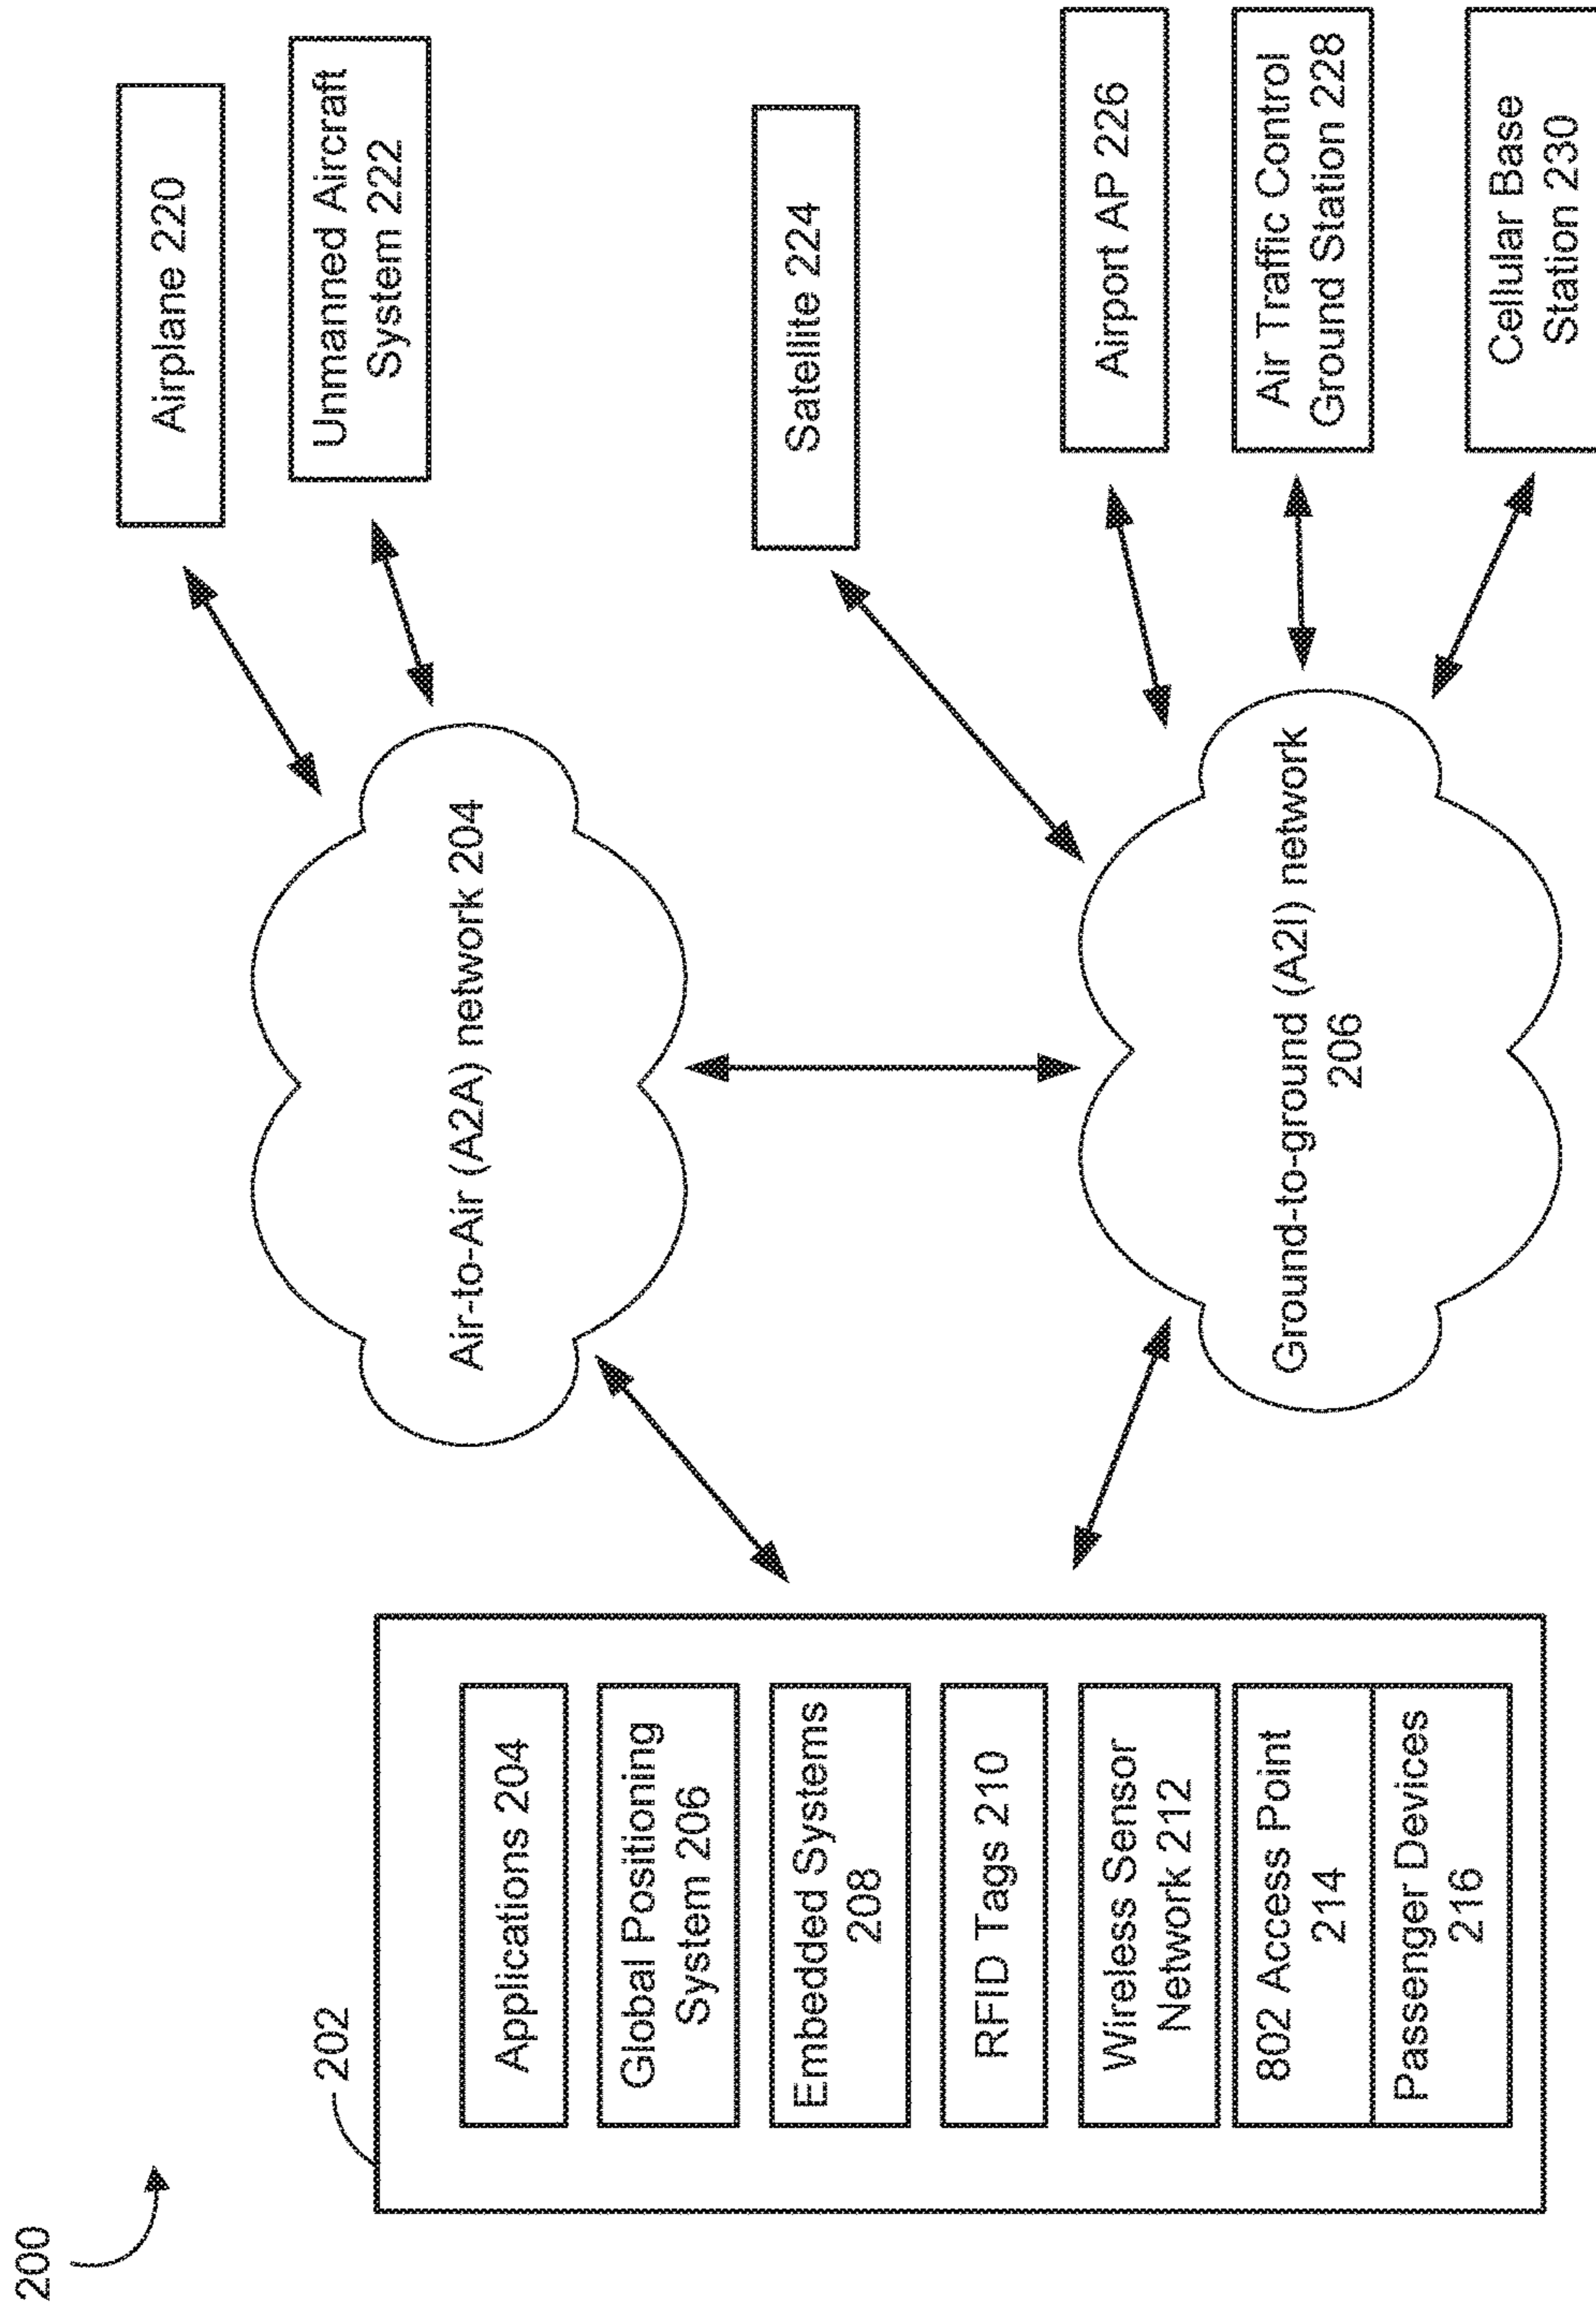 200
202
Applications 204
Global Positioning
System 206
Embedded Systems
208
RFID Tags 210
Wireless Sensor
Network 212
802 Access Point
214
Passenger Devices
216
Air-to-Air (A2A) network 204
Ground-to-ground (A2I) network
206
Airplane 220
Unmanned Aircraft
System 222
Satellite 224
Airport AP 226
Air Traffic Control
Ground Station 228
Cellular Base
Station 230